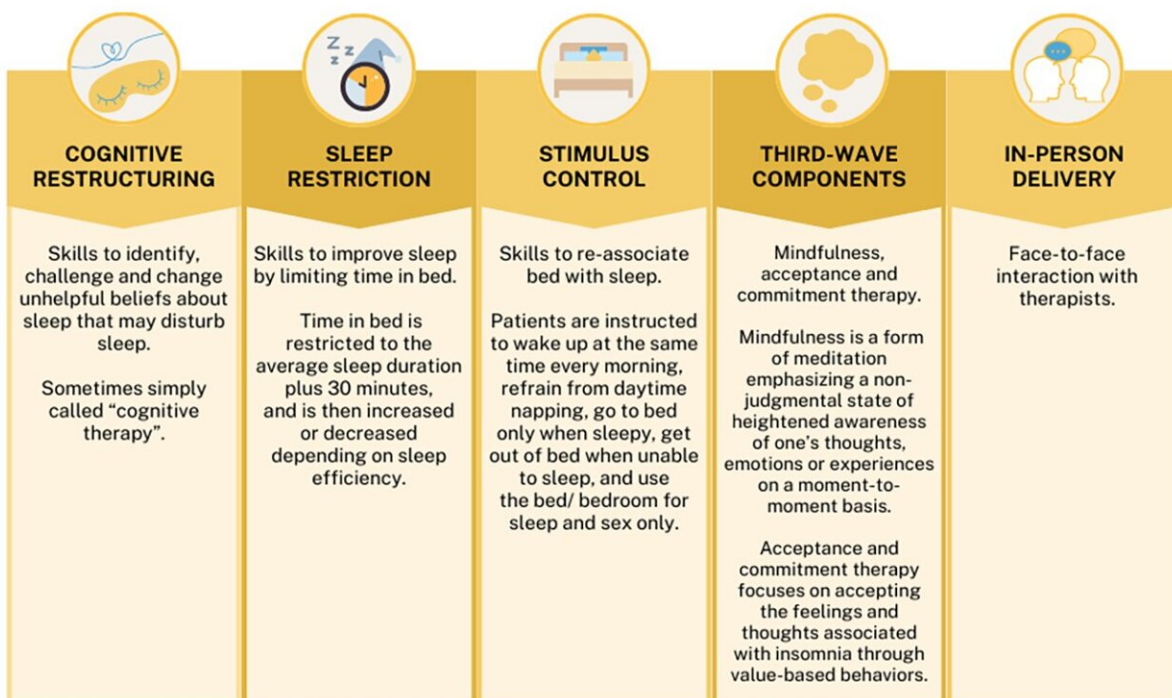 Z z
z
COGNITIVE
RESTRUCTURING
Skills to identify,
challenge and change
unhelpful beliefs about
sleep that may disturb
sleep.
Sometimes simply
called “cognitive
therapy”.
SLEEP
RESTRICTION
Skills to improve sleep
by limiting time in bed.
Time in bed is
restricted to the
average sleep duration
plus 30 minutes,
and is then increased
or decreased
depending on sleep
efficiency.
STIMULUS
CONTROL
Skills to re-associate
bed with sleep.
Patients are instructed
to wake up at the same
time every morning,
refrain from daytime
napping, go to bed
only when sleepy, get
out of bed when unable
to sleep, and use
the bed/ bedroom for
sleep and sex only.
THIRD-WAVE
COMPONENTS
Mindfulness,
acceptance and
commitment therapy.
Mindfulness is a form
of meditation
emphasizing a non-
judgmental state of
heightened awareness
of one’s thoughts,
emotions or experiences
on a moment-to-
moment basis.
Acceptance and
commitment therapy
focuses on accepting
the feelings and
thoughts associated
with insomnia through
value-based behaviors.
IN-PERSON
DELIVERY
Face-to-face
interaction with
therapists.